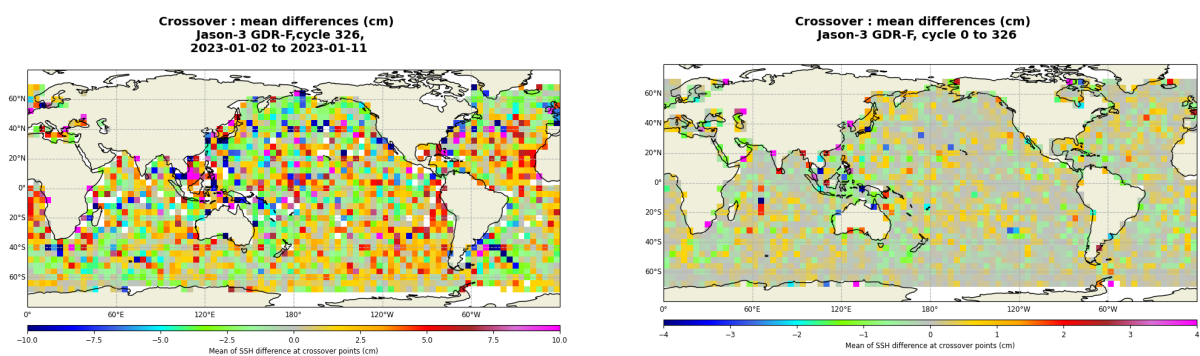 Crossover : mean differences (cm)
Jason-3 GDR-F,cycle 326,
2023-01-02 to 2023-01-11
60°N
40°N
20°N
0°
20°S
40°S
60°S
0°
60°E
120°E
180°
120°W
60°W
−10.0
−7.5
−5.0
−2.5
0.0
2.5
5.0
7.5
10.0
Mean of SSH difference at crossover points (cm)
Crossover : mean differences (cm)
Jason-3 GDR-F, cycle 0 to 326
60°N
40°N
20°N
0°
20°S
40°S
60°S
0°
60°E
120°E
180°
120°W
60°W
−4
−3
−2
−1
0
1
2
3
4
Mean of SSH difference at crossover points (cm)